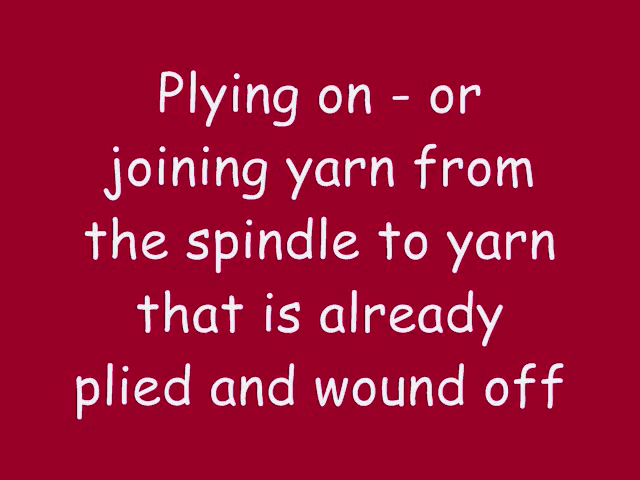 Plying on - or
joining yarn from
the spindle to yarn
that is already
plied and wound off